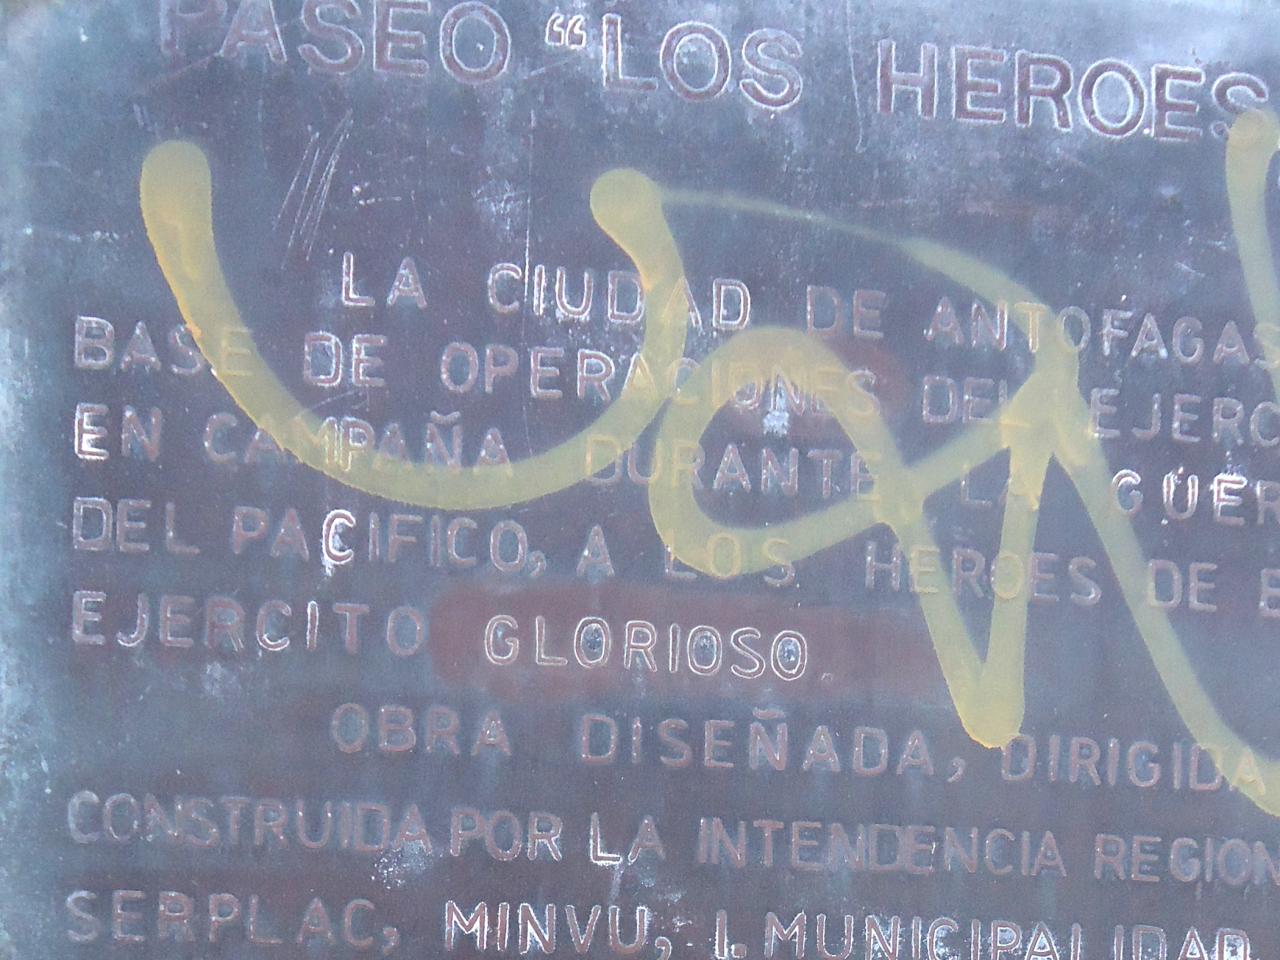 PASEO “LOS HEROES
LA CIUDAD DE ANTOFAGAS
BASE DE OPERACIONES DEL EJERC
EN CAMPAÑA DURANTE LA GUER
DEL PACIFICO, A LOS HEROES DE E
EJERCITO GLORIOSO.
OBRA DISEÑADA, DIRIGIDA
CONSTRUIDA POR LA INTENDENCIA REGION
SERPLAC, MINVU, I. MUNICIPALIDAD